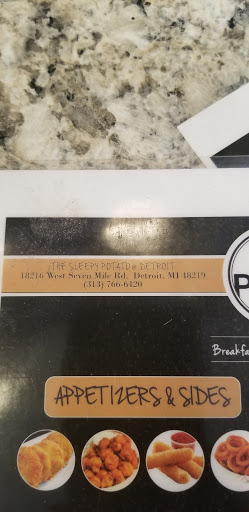 THE SLEEPY POTATO @ DETROIT
18216 West Seven Mile Rd, Detroit, MI 48219
(313) 766-6420
P
Breakfa
APPETIZERS & SIDES